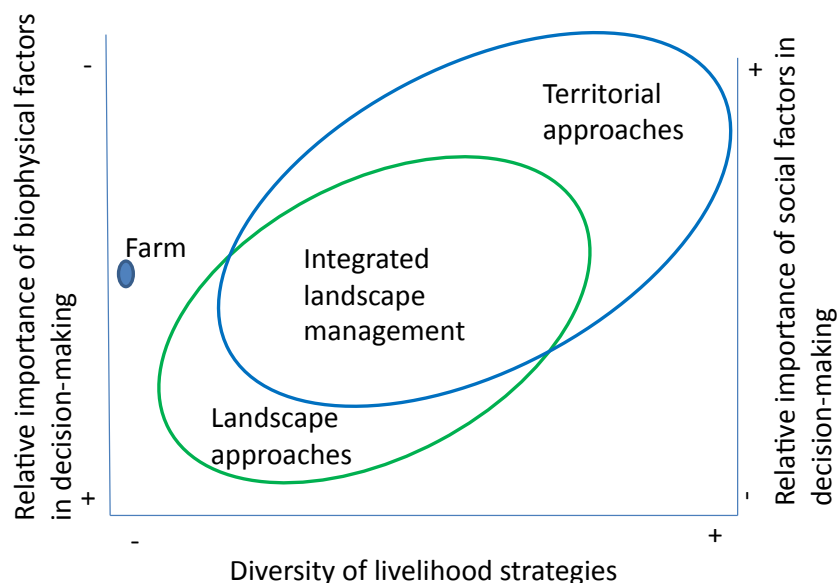 Relative importance of biophysical factors
in decision-making
-
+
Farm
Territorial
approaches
Integrated
landscape
management
Landscape
approaches
+
-
Relative importance of social factors in
decision-making
-
+
Diversity of livelihood strategies